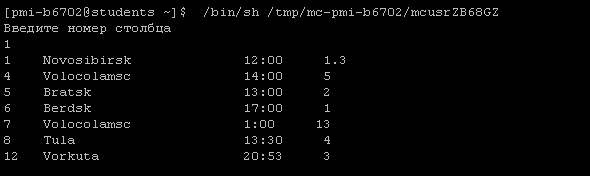 [pmi-b6702@students ~]$  /bin/sh /tmp/mc-pmi-b6702/mcusrZB68GZ
Введите номер столбца
1
1    Novosibirsk    12:00    1.3
4    Volocolamsc    14:00    5
5    Bratsk    13:00    2
6    Berdsk    17:00    1
7    Volocolamsc    1:00    13
8    Tula    13:30    4
12    Vorkuta    20:53    3